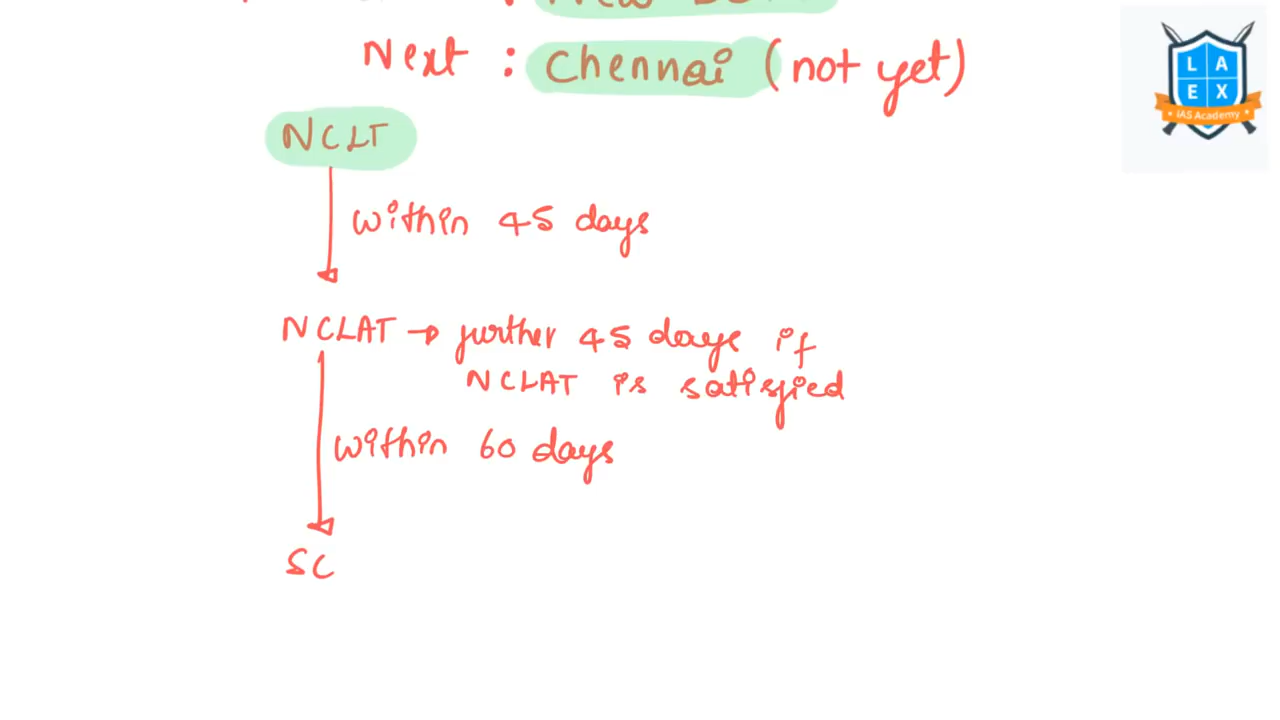 Next : Chennai (not yet)
NCLT
within 45 days
NCLAT → further 45 days if
NCLAT is satisfied
within 60 days
SC
L A
E X
IAS Academy